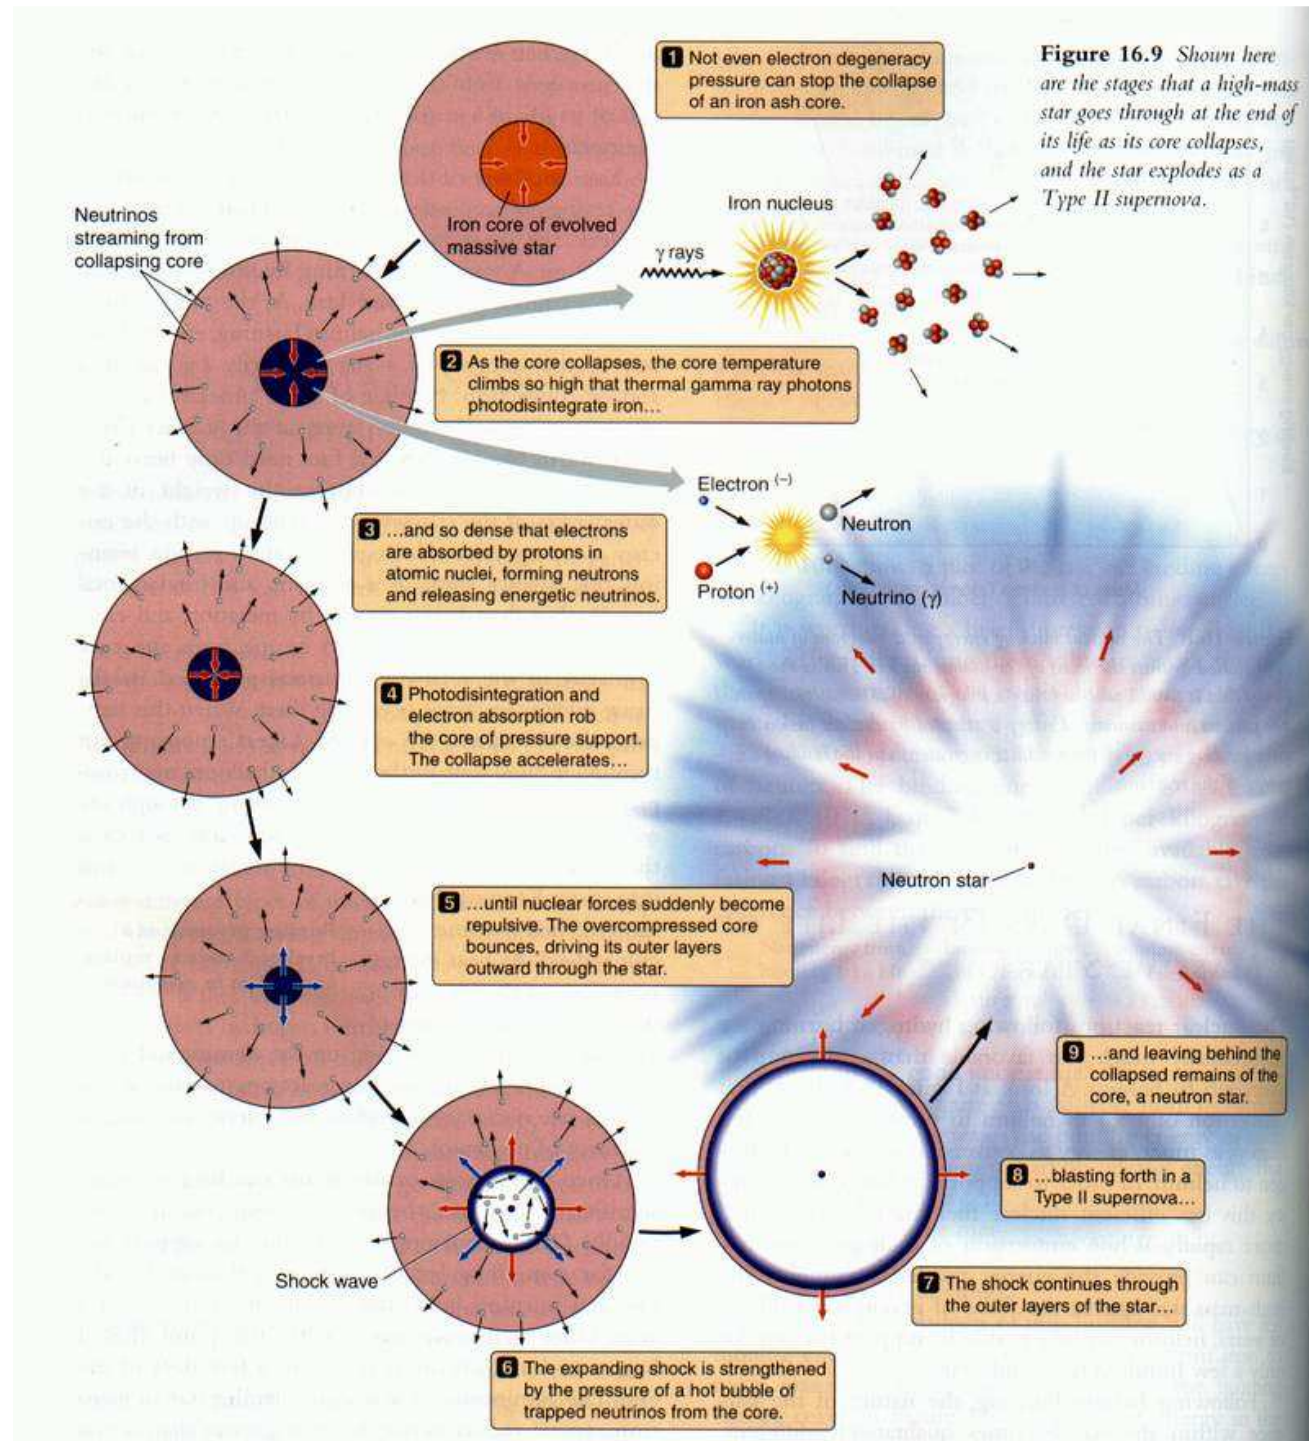 1 Not even electron degeneracy
pressure can stop the collapse
of an iron ash core.
Figure 16.9 Shown here
are the stages that a high-mass
star goes through at the end of
its life as its core collapses,
and the star explodes as a
Type II supernova.
Iron core of evolved
massive star
Neutrinos
streaming from
collapsing core
Iron nucleus
γ rays
2 As the core collapses, the core temperature
climbs so high that thermal gamma ray photons
photodisintegrate iron...
Electron (−)
Neutron
Proton (+)
Neutrino (γ)
3 ...and so dense that electrons
are absorbed by protons in
atomic nuclei, forming neutrons
and releasing energetic neutrinos.
4 Photodisintegration and
electron absorption rob
the core of pressure support.
The collapse accelerates...
5 ...until nuclear forces suddenly become
repulsive. The overcompressed core
bounces, driving its outer layers
outward through the star.
Neutron star
Shock wave
6 The expanding shock is strengthened
by the pressure of a hot bubble of
trapped neutrinos from the core.
7 The shock continues through
the outer layers of the star...
8 ...blasting forth in a
Type II supernova...
9 ...and leaving behind the
collapsed remains of the
core, a neutron star.